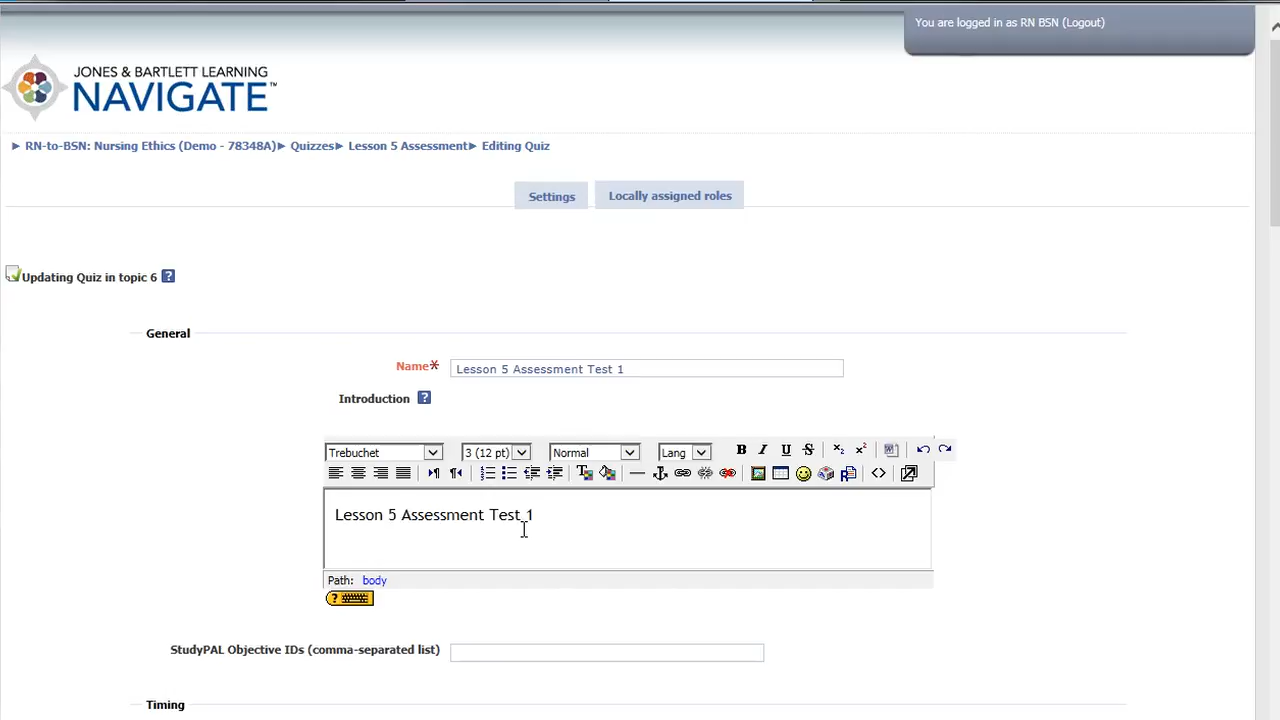 You are logged in as RN BSN (Logout)
JONES & BARTLETT LEARNING
NAVIGATE™
► RN-to-BSN: Nursing Ethics (Demo - 78348A)► Quizzes► Lesson 5 Assessment► Editing Quiz
Settings
Locally assigned roles
Updating Quiz in topic 6 ?
General
Name* Lesson 5 Assessment Test 1
Introduction ?
Trebuchet 3 (12 pt) Normal Lang B I U S
Lesson 5 Assessment Test 1
Path: body
?
StudyPAL Objective IDs (comma-separated list)
Timing